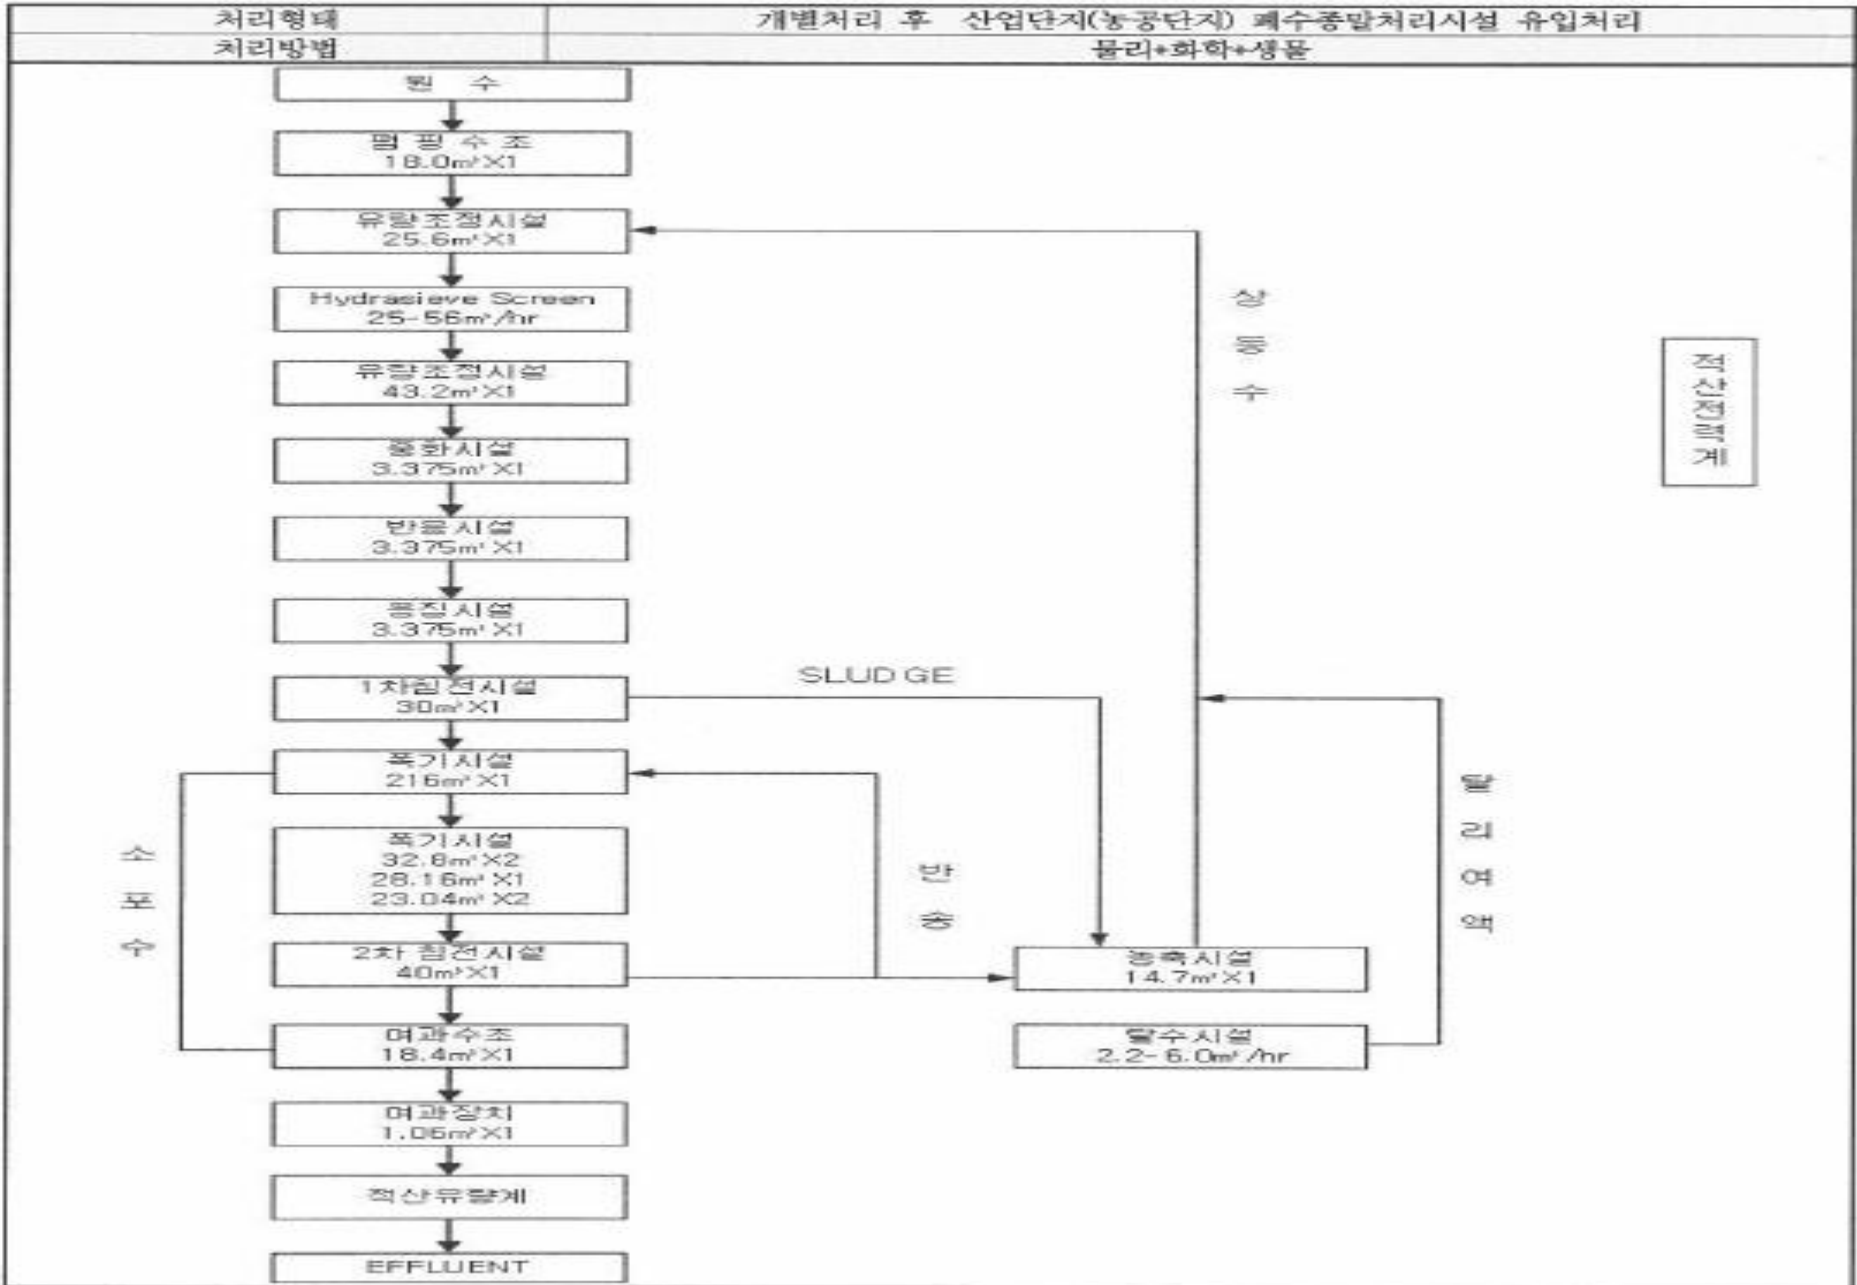 처리형태 개별처리 후 산업단지(농공단지) 폐수종말처리시설 유입처리
처리방법 물리+화학+생물
원 수
펌 핑 수 조
18.0m³X1
유량조정시설
25.6m³X1
Hydrasieve Screen
25-56m³/hr
유량조정시설
43.2m³X1
중화시설
3.375m³X1
반응시설
3.375m³X1
응집시설
3.375m³X1
1차침전시설
30m³X1
SLUDGE
폭기시설
216m³X1
폭기시설
32.8m³X2
28.16m³X1
23.04m³X2
2차 침전시설
40m³X1
여과수조
18.4m³X1
여과장치
1.06m³X1
적산유량계
EFFLUENT
소포수
반송
농축시설
14.7m³X1
탈수시설
2.2-6.0m³/hr
상등수
탈리여액
적산전력계